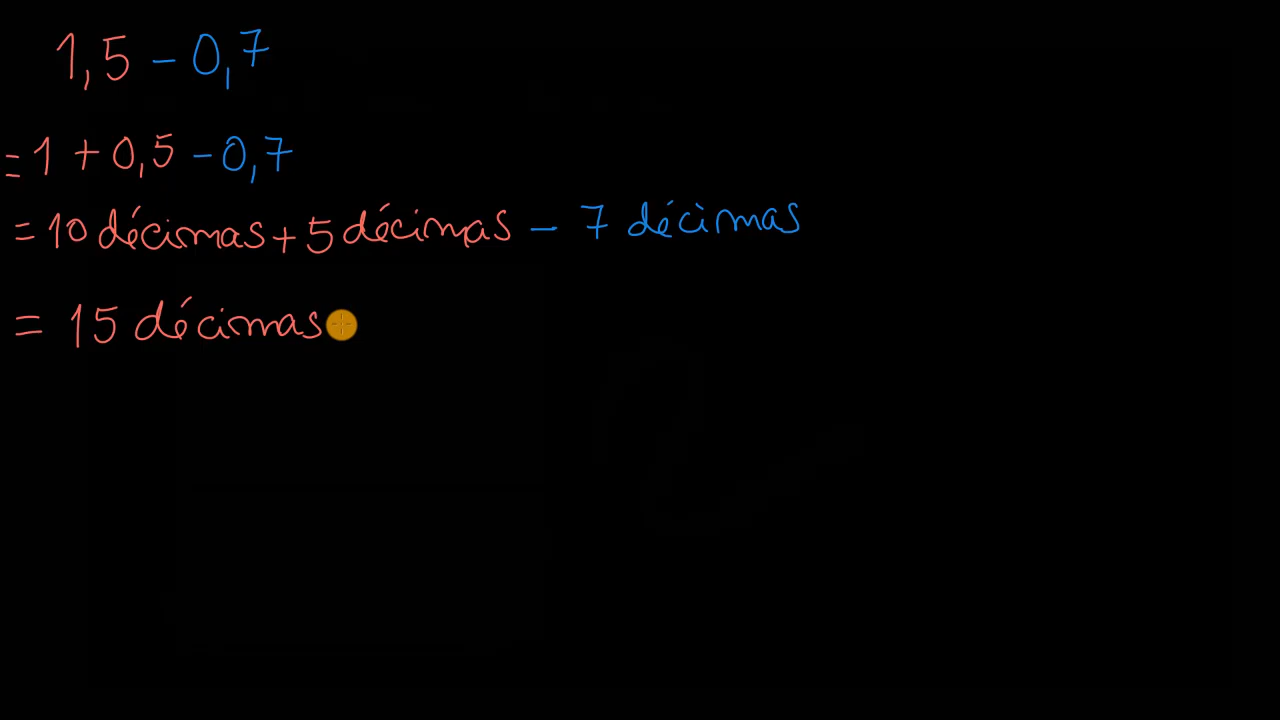 1,5 - 0,7
= 1 + 0,5 - 0,7
= 10 décimas + 5 décimas - 7 décimas
= 15 décimas